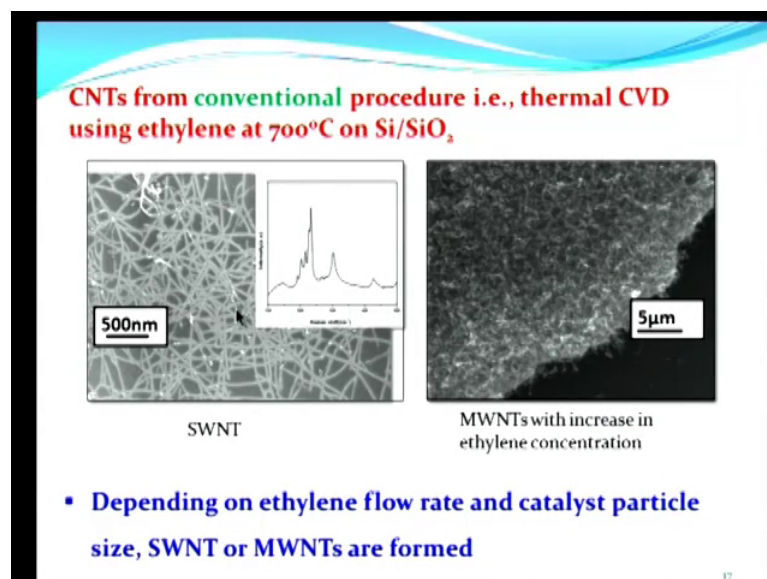 CNTs from conventional procedure i.e., thermal CVD
using ethylene at 700⁰C on Si/SiO₂
500nm
5µm
SWNT
MWNTs with increase in
ethylene concentration
▪ Depending on ethylene flow rate and catalyst particle
size, SWNT or MWNTs are formed
17